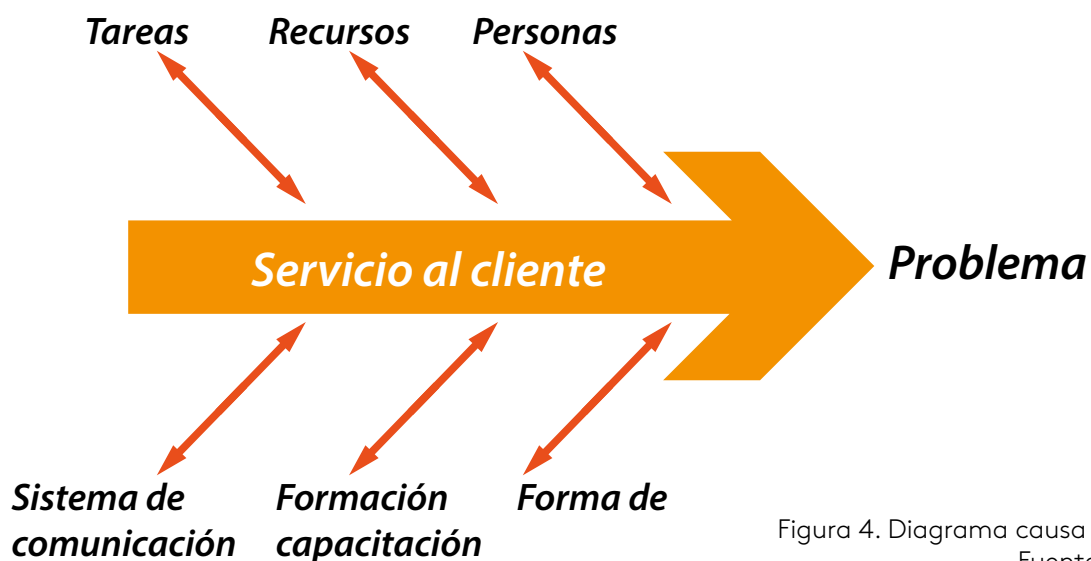 Tareas
Recursos
Personas
Servicio al cliente
Problema
Sistema de
comunicación
Formación
capacitación
Forma de
Figura 4. Diagrama causa